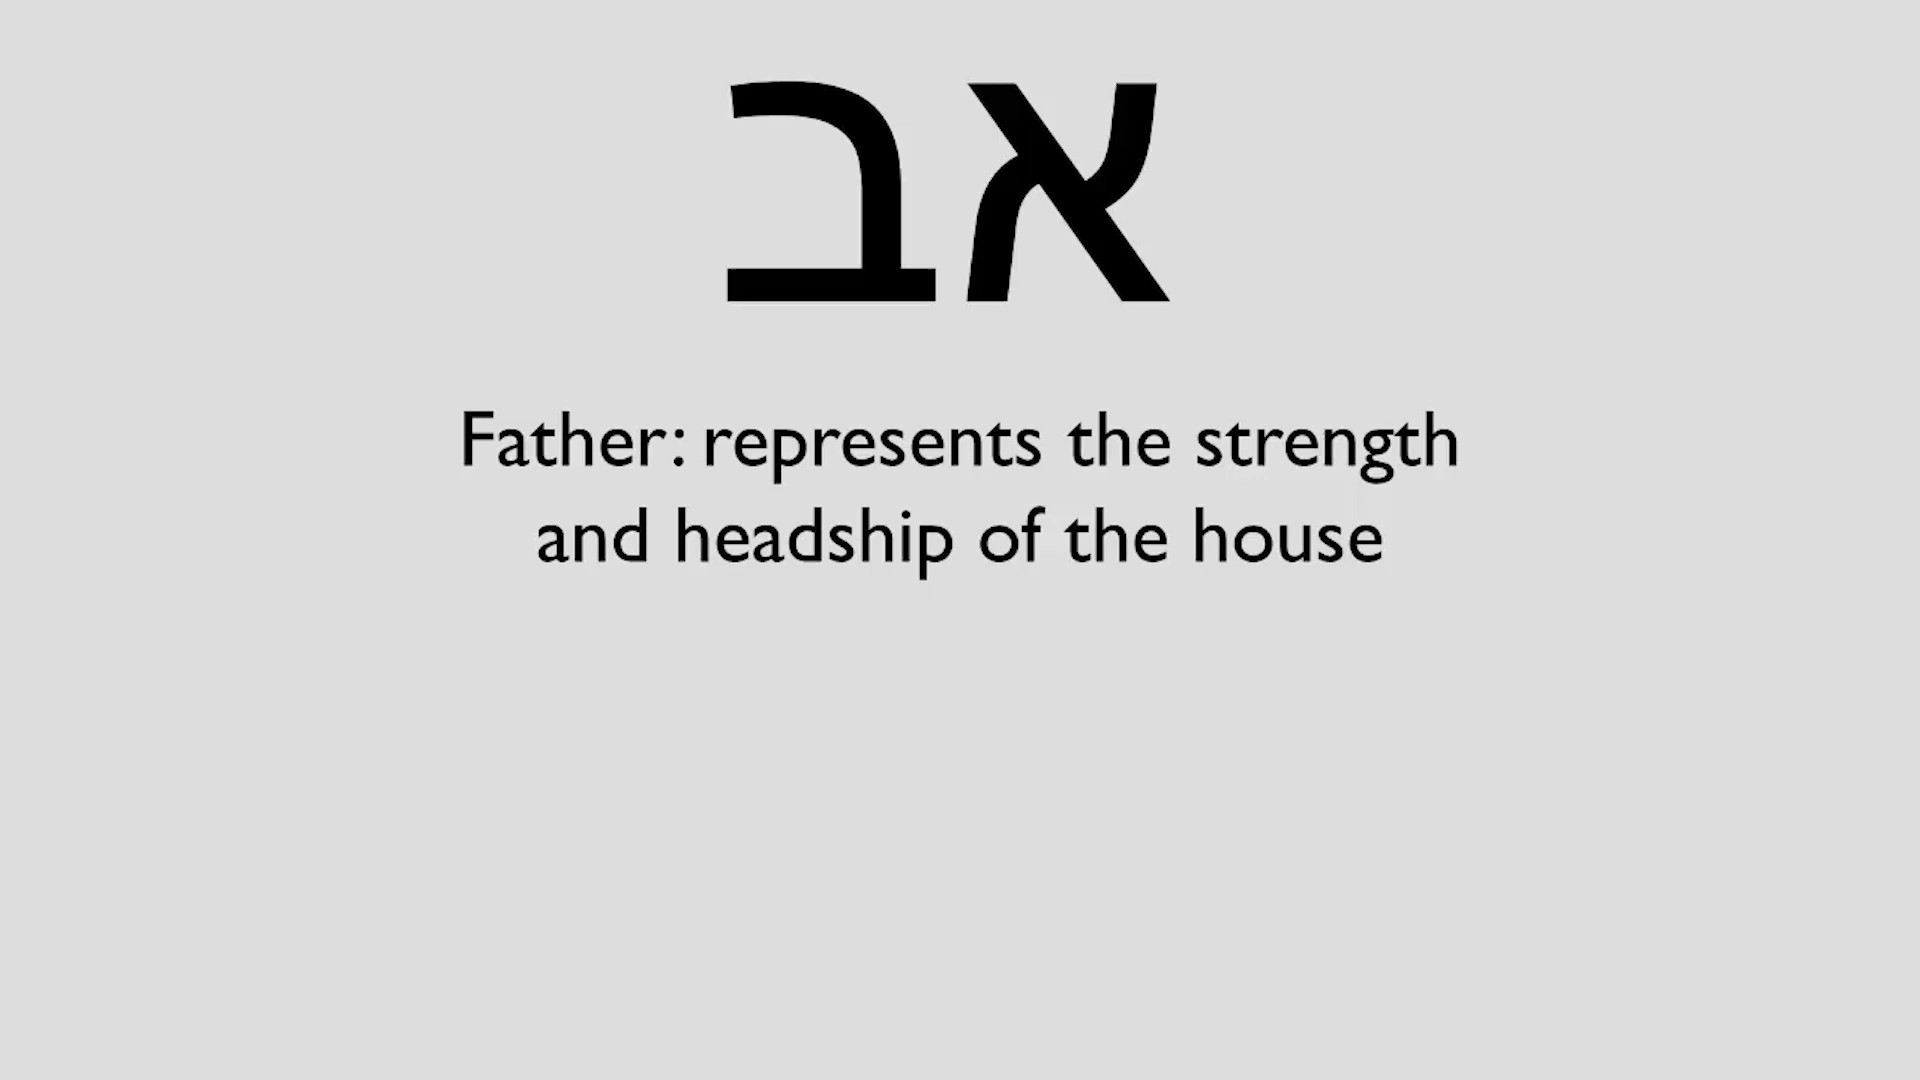 אב
Father: represents the strength
and headship of the house